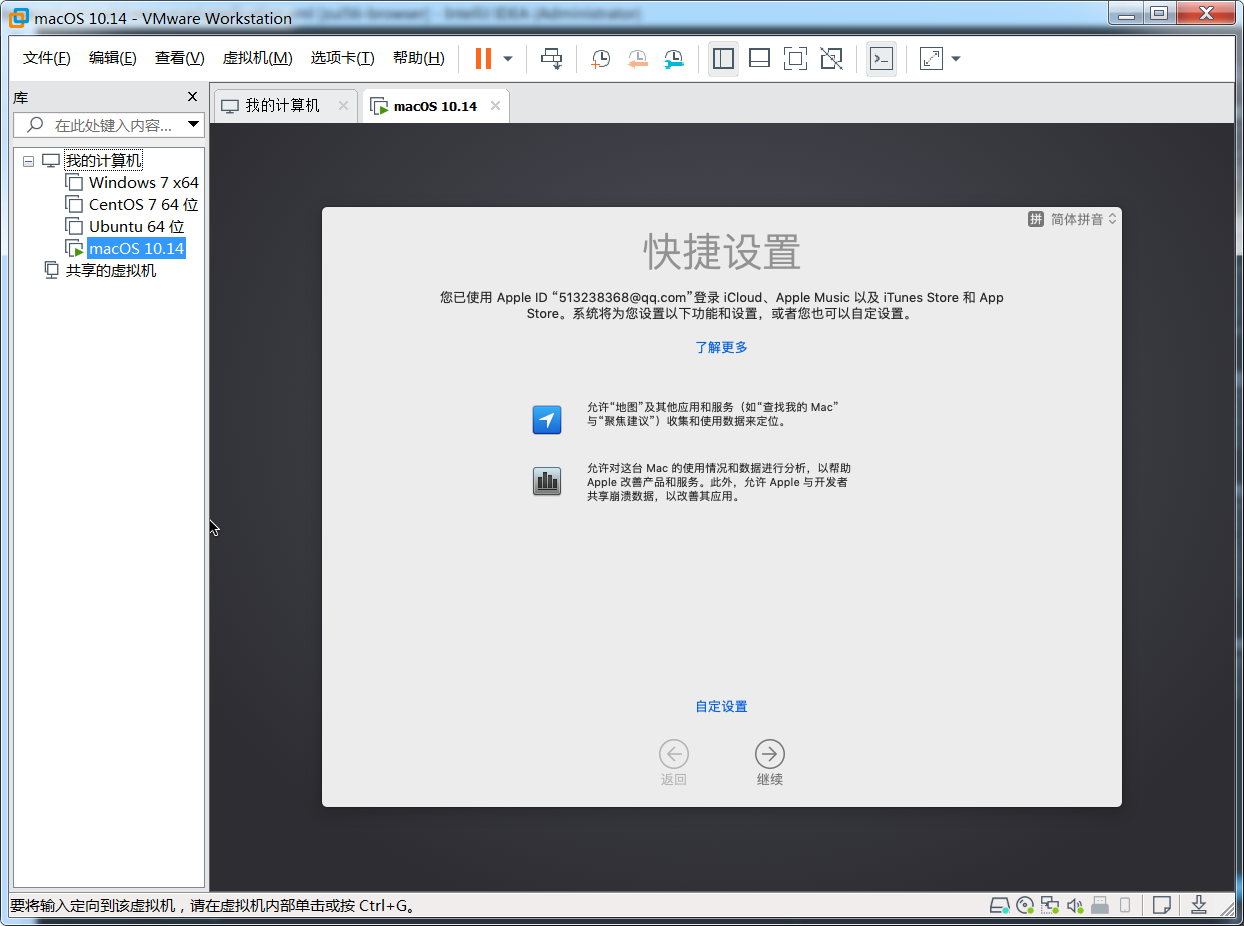 macOS 10.14 - VMware Workstation
文件(F) 编辑(E) 查看(V) 虚拟机(M) 选项卡(T) 帮助(H)
库
在此处键入内容...
我的计算机
Windows 7 x64
CentOS 7 64 位
Ubuntu 64 位
macOS 10.14
共享的虚拟机
我的计算机 macOS 10.14
拼 简体拼音
快捷设置
您已使用 Apple ID “513238368@qq.com”登录 iCloud、Apple Music 以及 iTunes Store 和 App
Store。系统将为您设置以下功能和设置，或者您也可以自定设置。
了解更多
允许“地图”及其他应用和服务（如“查找我的 Mac”
与“聚焦建议”）收集和使用数据来定位。
允许对这台 Mac 的使用情况和数据进行分析，以帮助
Apple 改善产品和服务。此外，允许 Apple 与开发者
共享崩溃数据，以改善其应用。
自定设置
返回 继续
要将输入定向到该虚拟机，请在虚拟机内部单击或按 Ctrl+G。